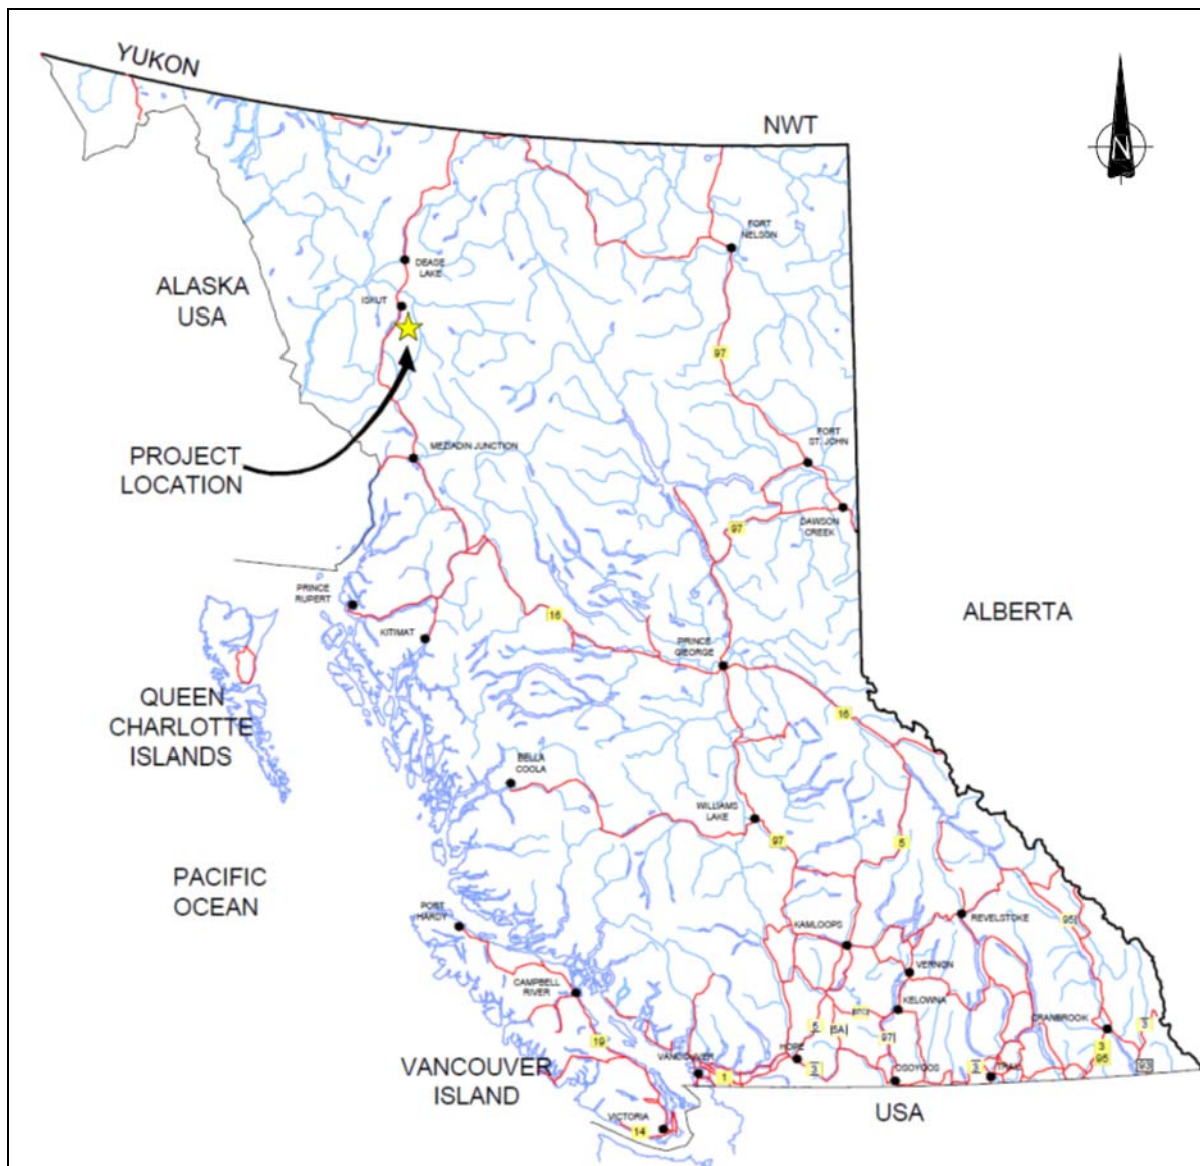 YUKON
NWT
N
FORT
NELSON
DEASE
LAKE
ALASKA
USA
ISKUT
97
FORT
ST. JOHN
MEZIADIN JUNCTION
PROJECT
LOCATION
DAWSON
CREEK
97
PRINCE
RUPERT
16
ALBERTA
KITIMAT
PRINCE
GEORGE
QUEEN
CHARLOTTE
ISLANDS
16
BELLA
COOLA
WILLIAMS
LAKE
97
5
PACIFIC
OCEAN
PORT
HARDY
KAMLOOPS
REVELSTOKE
95
VERNON
CAMPBELL
RIVER
KELOWNA
CRANBROOK
5
5A
97
3
19
HOPE
3
95
VANCOUVER
3
OSOYOOS
3
TRAIL
93
1
VANCOUVER
ISLAND
USA
VICTORIA
14